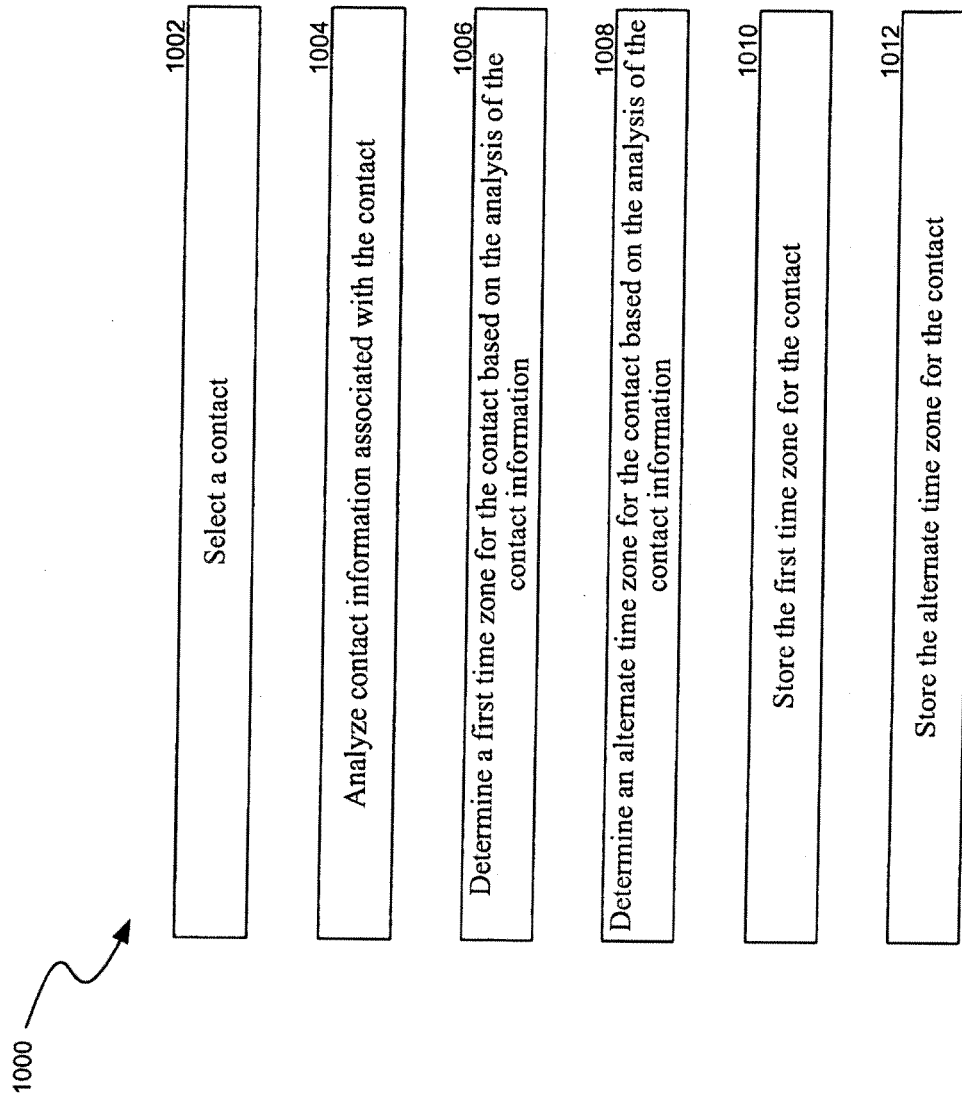 1000
1002
Select a contact
1004
Analyze contact information associated with the contact
1006
Determine a first time zone for the contact based on the analysis of the
contact information
1008
Determine an alternate time zone for the contact based on the analysis of the
contact information
1010
Store the first time zone for the contact
1012
Store the alternate time zone for the contact